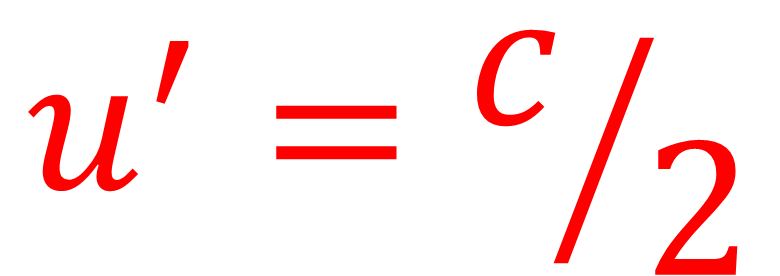 u′ = c/2